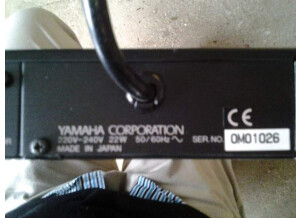 CE
YAMAHA CORPORATION
220V-240V 22W 50/60Hz
SER. NO. OM01026
MADE IN JAPAN